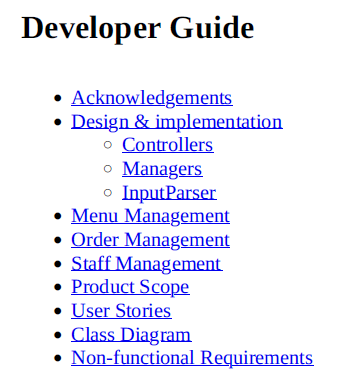 Developer Guide
Acknowledgements
Design & implementation
Controllers
Managers
InputParser
Menu Management
Order Management
Staff Management
Product Scope
User Stories
Class Diagram
Non-functional Requirements